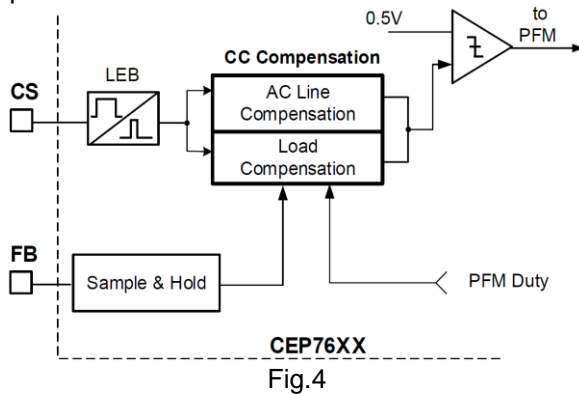 0.5V
to
PFM
CC Compensation
LEB
CS
AC Line
Compensation
Load
Compensation
FB
Sample & Hold
PFM Duty
CEP76XX
Fig.4